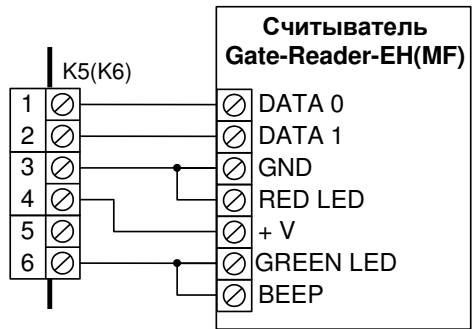 Считыватель
Gate-Reader-EH(MF)
K5(K6)
1 DATA 0
2 DATA 1
3 GND
4 RED LED
5 + V
6 GREEN LED
BEEP